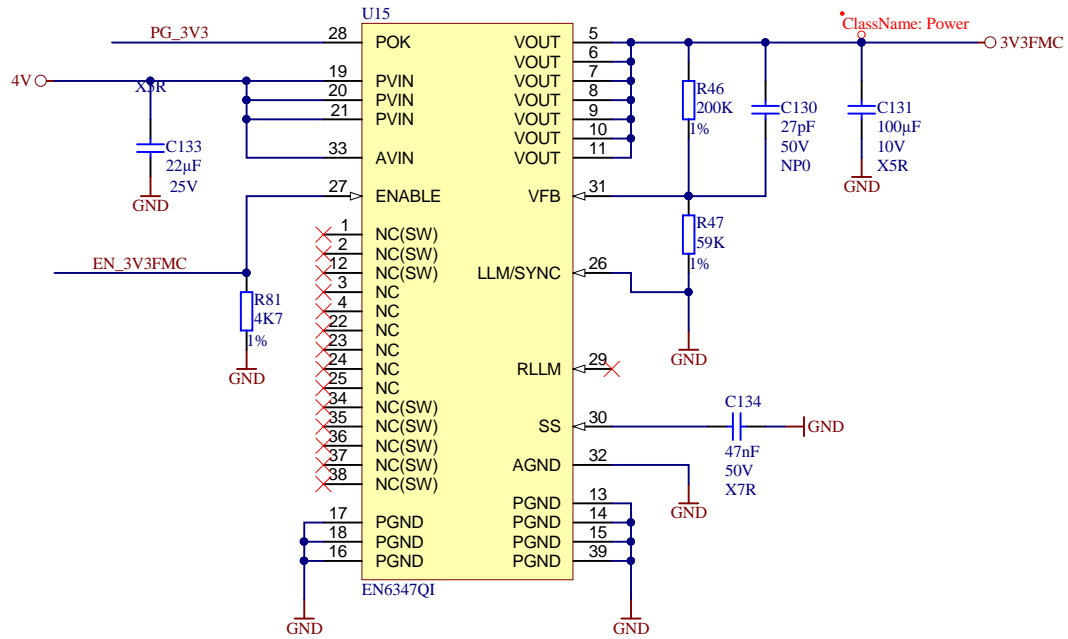 U15
ClassName: Power
PG_3V3
28
POK
VOUT
5
3V3FMC
VOUT
6
4V
19
PVIN
VOUT
7
X5R
20
PVIN
VOUT
8
21
PVIN
VOUT
9
VOUT
10
33
AVIN
VOUT
11
R46
200K
1%
C130
27pF
50V
NP0
C131
100µF
10V
X5R
GND
C133
22µF
25V
GND
27
ENABLE
VFB
31
R47
59K
1%
1
NC(SW)
2
NC(SW)
EN_3V3FMC
12
NC(SW)
LLM/SYNC
26
3
NC
4
NC
R81
4K7
1%
GND
22
NC
23
NC
GND
24
NC
RLLM
29
25
NC
34
NC(SW)
35
NC(SW)
SS
30
C134
47nF
50V
X7R
GND
36
NC(SW)
37
NC(SW)
AGND
32
38
NC(SW)
GND
PGND
13
17
PGND
PGND
14
18
PGND
PGND
15
16
PGND
PGND
39
EN6347QI
GND
GND